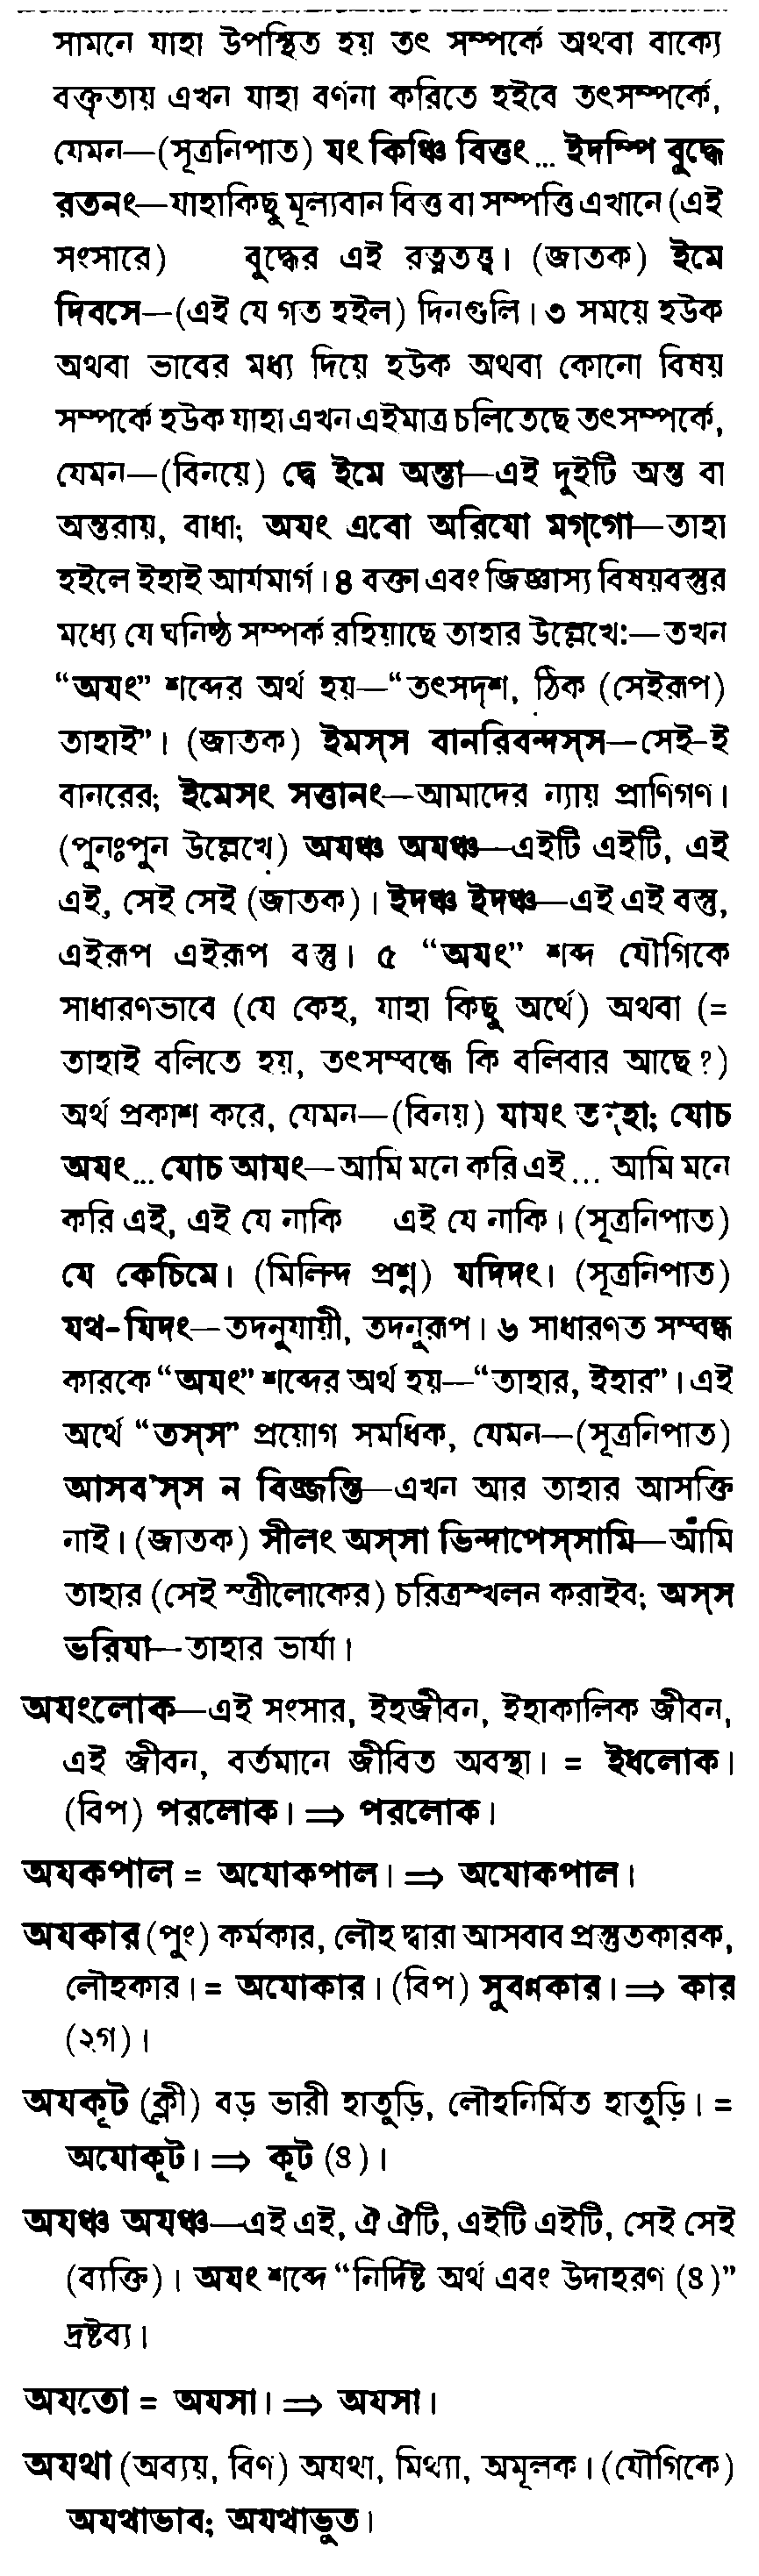 সামনে যাহা উপস্থিত হয় তৎ সম্পর্কে অথবা বাক্যে
বক্তৃতায় এখন যাহা বর্ণনা করিতে হইবে তৎসম্পর্কে,
যেমন—(সূত্রনিপাত) যং কিঞ্চি বিত্তং... ইদম্পি বুদ্ধে
রতনং—যাহাকিছু মূল্যবান বিত্ত বা সম্পত্তি এখানে (এই
সংসারে) বুদ্ধের এই রত্নতত্ত্ব। (জাতক) ইমে
দিবসে—(এই যে গত হইল) দিনগুলি। ৩ সময়ে হউক
অথবা ভাবের মধ্য দিয়ে হউক অথবা কোনো বিষয়
সম্পর্কে হউক যাহা এখন এইমাত্র চলিতেছে তৎসম্পর্কে,
যেমন—(বিনয়ে) দ্বে ইমে অন্তা—এই দুইটি অন্ত বা
অন্তরায়, বাধা; অযং এবো অরিযো মগ্‌গো—তাহা
হইলে ইহাই আর্যমার্গ। ৪ বক্তা এবং জিজ্ঞাস্য বিষয়বস্তুর
মধ্যে যে ঘনিষ্ঠ সম্পর্ক রহিয়াছে তাহার উল্লেখে:—তখন
“অযং” শব্দের অর্থ হয়—“তৎসদৃশ, ঠিক (সেইরূপ)
তাহাই”। (জাতক) ইমস্‌স বানরিবন্দস্‌স—সেই-ই
বানরের; ইমেসং সত্তানং—আমাদের ন্যায় প্রাণিগণ।
(পুনঃপুন উল্লেখে) অযঞ্চ অযঞ্চ—এইটি এইটি, এই
এই, সেই সেই (জাতক)। ইদঞ্চ ইদঞ্চ—এই এই বস্তু,
এইরূপ এইরূপ বস্তু। ৫ “অযং” শব্দ যৌগিকে
সাধারণভাবে (যে কেহ, যাহা কিছু অর্থে) অথবা (=
তাহাই বলিতে হয়, তৎসম্বন্ধে কি বলিবার আছে?)
অর্থ প্রকাশ করে, যেমন—(বিনয়) যাযং তণ্‌হা; যোচ
অযং... যোচ আযং—আমি মনে করি এই... আমি মনে
করি এই, এই যে নাকি এই যে নাকি। (সূত্রনিপাত)
যে কেচিমে। (মিলিন্দ প্রশ্ন) যদিদং। (সূত্রনিপাত)
যথ-যিদং—তদনুযায়ী, তদনুরূপ। ৬ সাধারণত সম্বন্ধ
কারকে “অযং” শব্দের অর্থ হয়—“তাহার, ইহার”। এই
অর্থে “তস্‌স” প্রয়োগ সমধিক, যেমন—(সূত্রনিপাত)
আসব'স্‌স ন বিজ্জন্তি—এখন আর তাহার আসক্তি
নাই। (জাতক) সীলং অস্‌সা ভিন্দাপেস্‌সামি—আমি
তাহার (সেই স্ত্রীলোকের) চরিত্রস্খলন করাইব; অস্‌স
ভরিযা—তাহার ভার্যা।
অযংলোক—এই সংসার, ইহজীবন, ইহাকালিক জীবন,
এই জীবন, বর্তমানে জীবিত অবস্থা। = ইধলোক।
(বিপ) পরলোক। ⇒ পরলোক।
অযকপাল = অযোকপাল। ⇒ অযোকপাল।
অযকার (পুং) কর্মকার, লৌহ দ্বারা আসবাব প্রস্তুতকারক,
লৌহকার। = অযোকার। (বিপ) সুবণ্নকার। ⇒ কার
(২গ)।
অযকূট (ক্লী) বড় ভারী হাতুড়ি, লৌহনির্মিত হাতুড়ি। =
অযোকূট। ⇒ কূট (৪)।
অযঞ্চ অযঞ্চ—এই এই, ঐ ঐটি, এইটি এইটি, সেই সেই
(ব্যক্তি)। অযং শব্দে “নির্দিষ্ট অর্থ এবং উদাহরণ (৪)”
দ্রষ্টব্য।
অযতো = অযসা। ⇒ অযসা।
অযথা (অব্যয়, বিণ) অযথা, মিথ্যা, অমূলক। (যৌগিকে)
অযথাভাব; অযথাভূত।